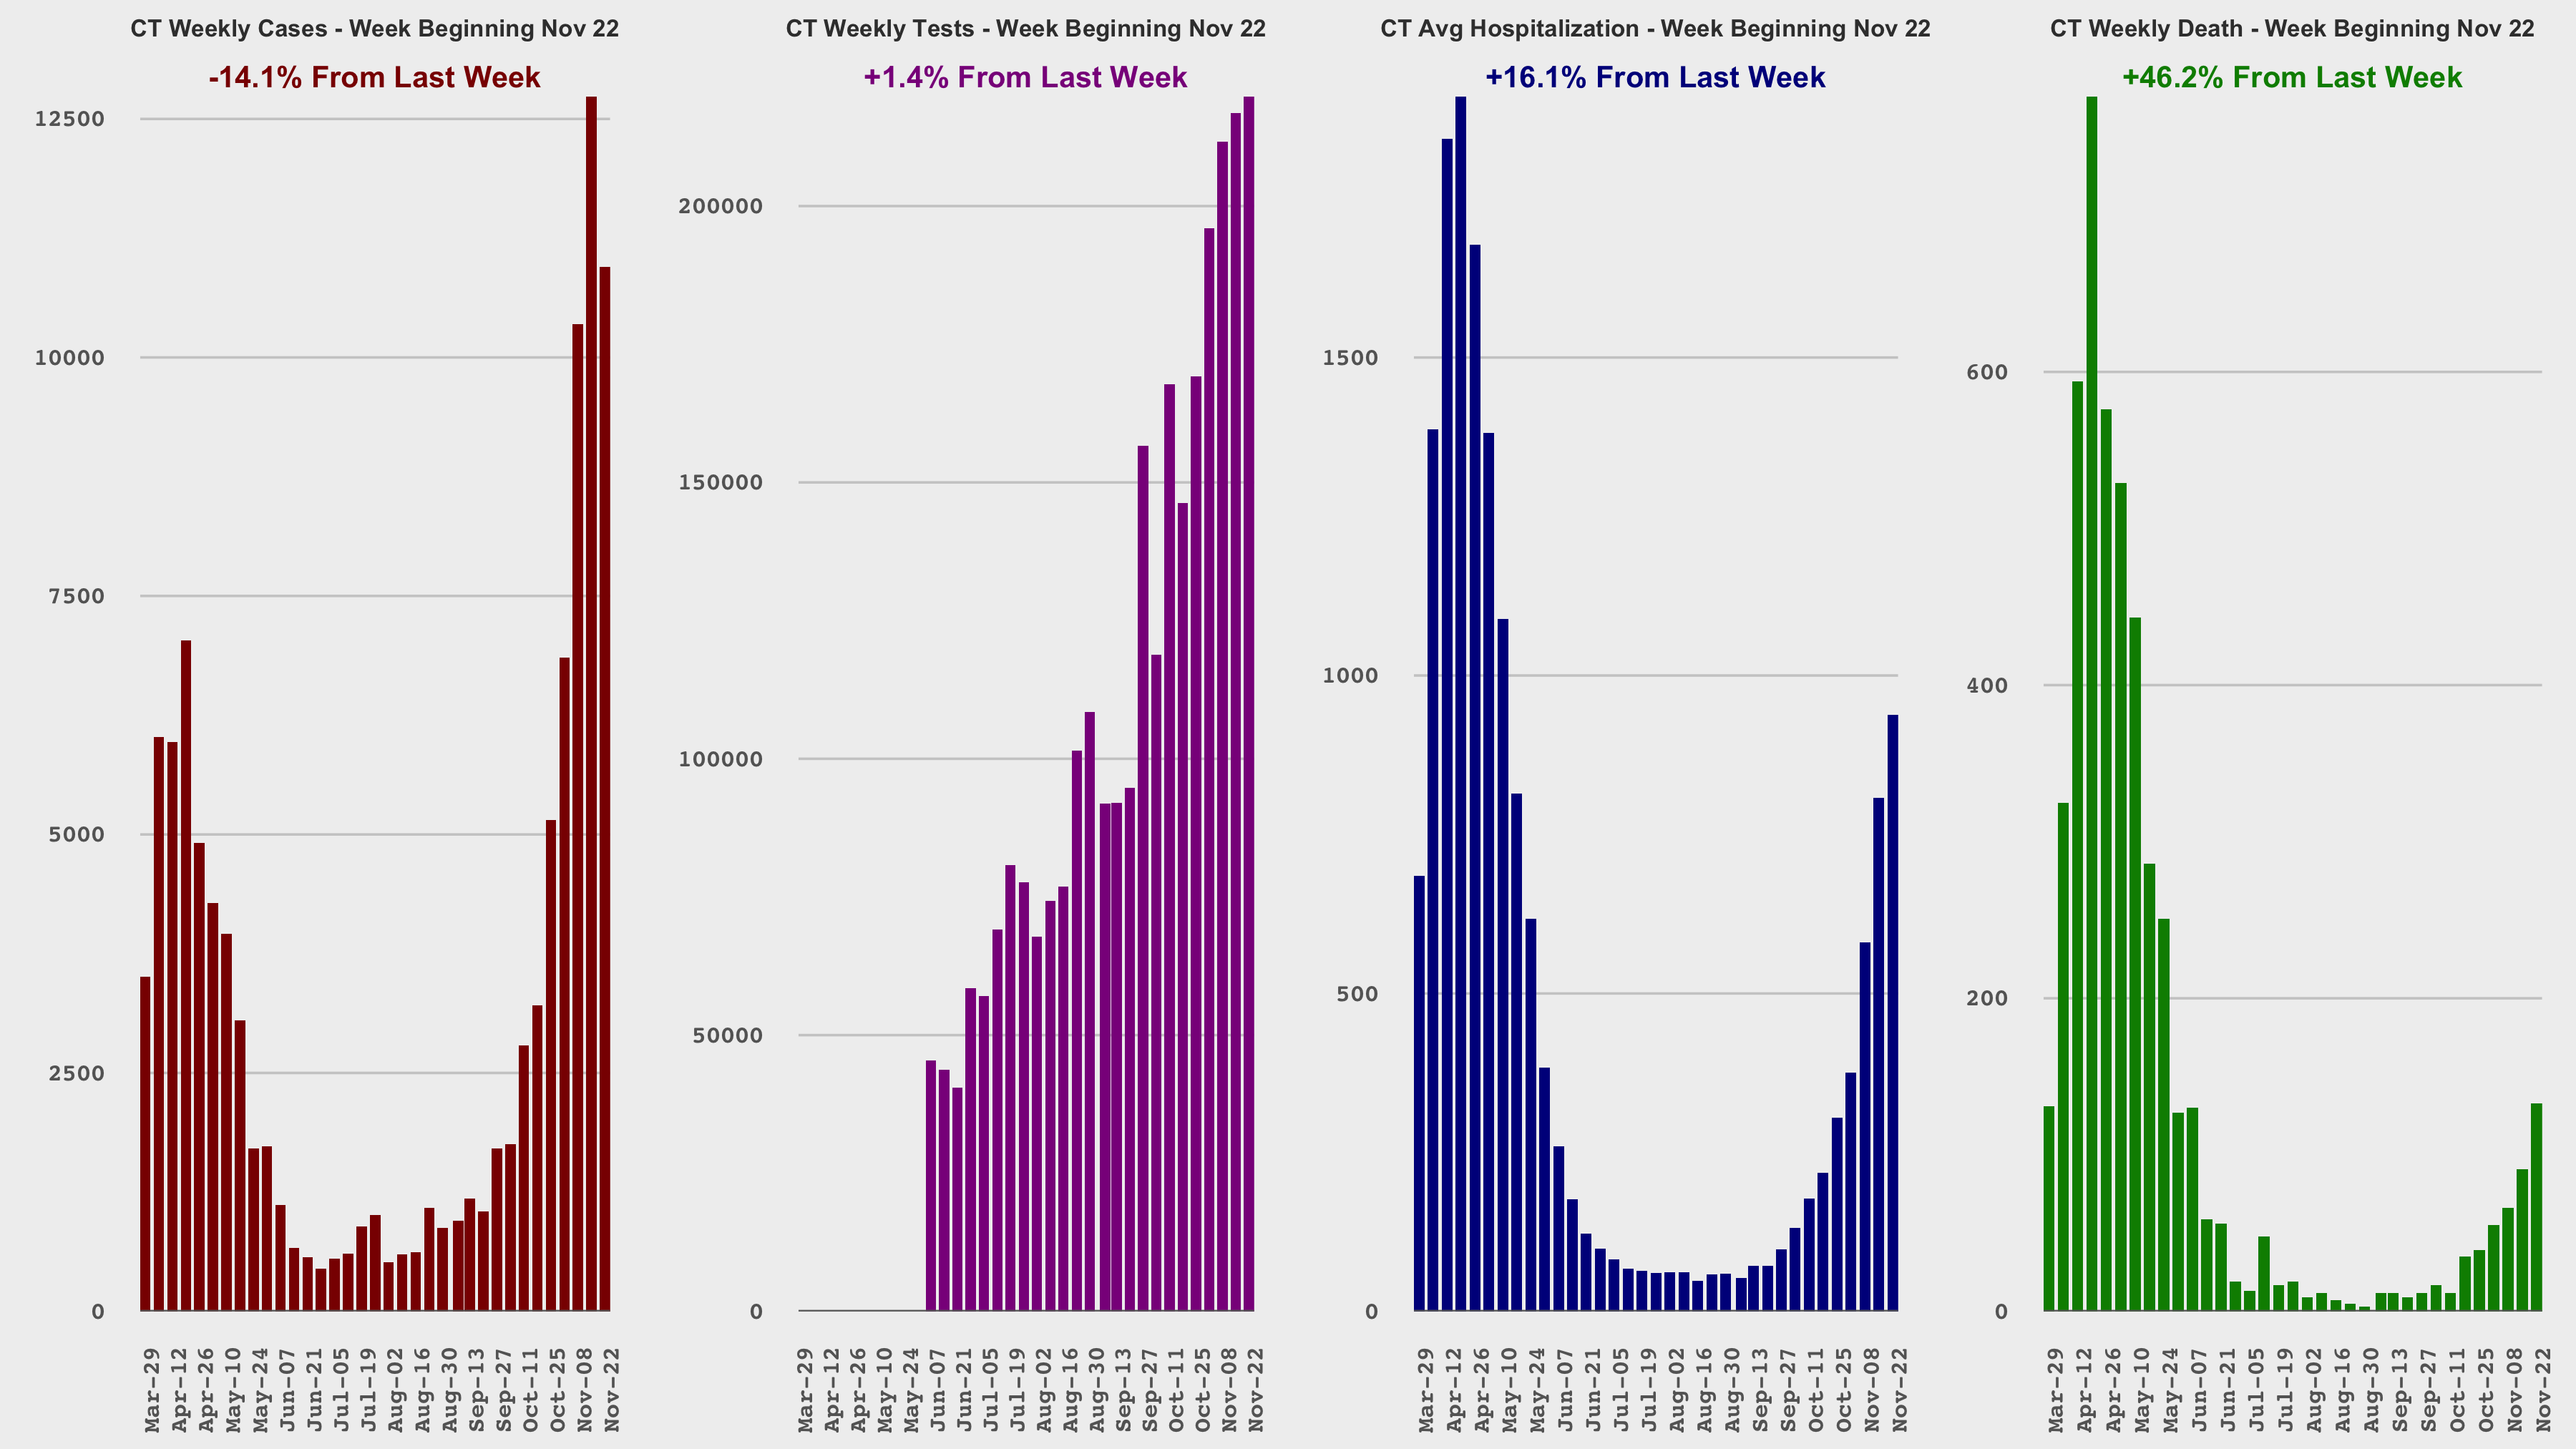 CT Weekly Cases - Week Beginning Nov 22
-14.1% From Last Week
12500
10000
7500
5000
2500
0
Mar-29
Apr-12
Apr-26
May-10
May-24
Jun-07
Jun-21
Jul-05
Jul-19
Aug-02
Aug-16
Aug-30
Sep-13
Sep-27
Oct-11
Oct-25
Nov-08
Nov-22
CT Weekly Tests - Week Beginning Nov 22
+1.4% From Last Week
200000
150000
100000
50000
0
Mar-29
Apr-12
Apr-26
May-10
May-24
Jun-07
Jun-21
Jul-05
Jul-19
Aug-02
Aug-16
Aug-30
Sep-13
Sep-27
Oct-11
Oct-25
Nov-08
Nov-22
CT Avg Hospitalization - Week Beginning Nov 22
+16.1% From Last Week
1500
1000
500
0
Mar-29
Apr-12
Apr-26
May-10
May-24
Jun-07
Jun-21
Jul-05
Jul-19
Aug-02
Aug-16
Aug-30
Sep-13
Sep-27
Oct-11
Oct-25
Nov-08
Nov-22
CT Weekly Death - Week Beginning Nov 22
+46.2% From Last Week
600
400
200
0
Mar-29
Apr-12
Apr-26
May-10
May-24
Jun-07
Jun-21
Jul-05
Jul-19
Aug-02
Aug-16
Aug-30
Sep-13
Sep-27
Oct-11
Oct-25
Nov-08
Nov-22